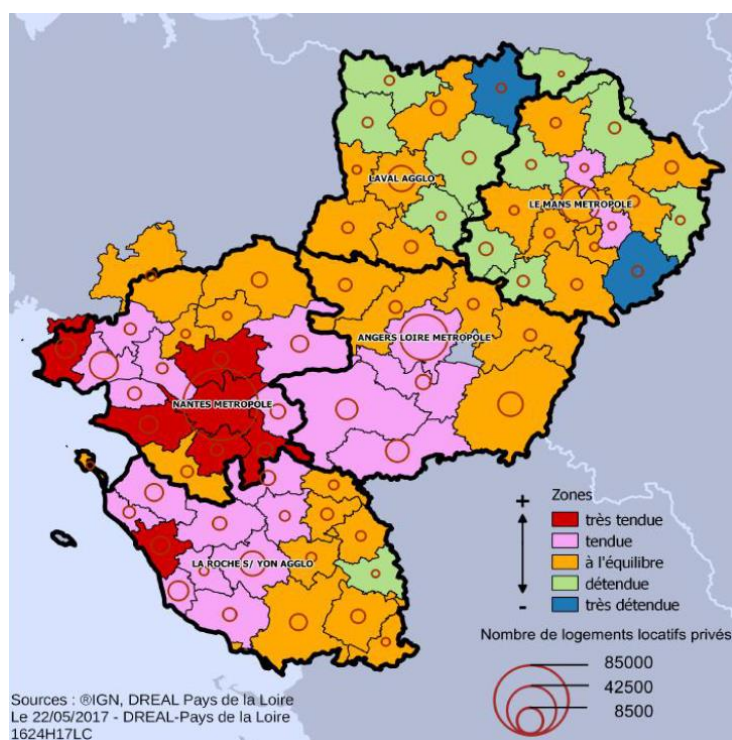 LAVAL AGGLO
LE MANS METROPOLE
ANGERS LOIRE METROPOLE
NANTES METROPOLE
LA ROCHE S/ YON AGGLO
+
-
Zones
très tendue
tendue
à l'équilibre
détendue
très détendue
Nombre de logements locatifs privés
85000
42500
8500
Sources : ®IGN, DREAL Pays de la Loire
Le 22/05/2017 - DREAL-Pays de la Loire
1624H17LC